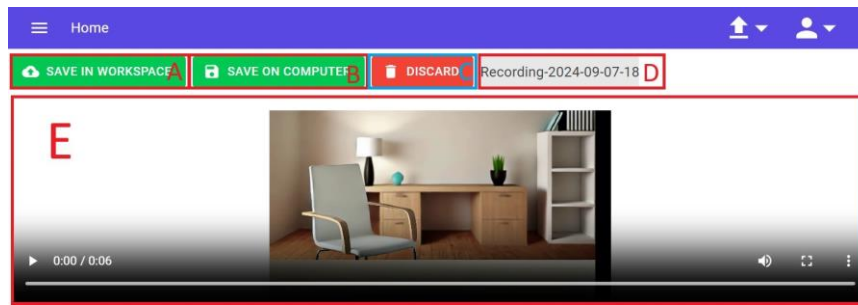 Home
SAVE IN WORKSPACE A SAVE ON COMPUTER B DISCARD C Recording-2024-09-07-18 D
E
0:00 / 0:06